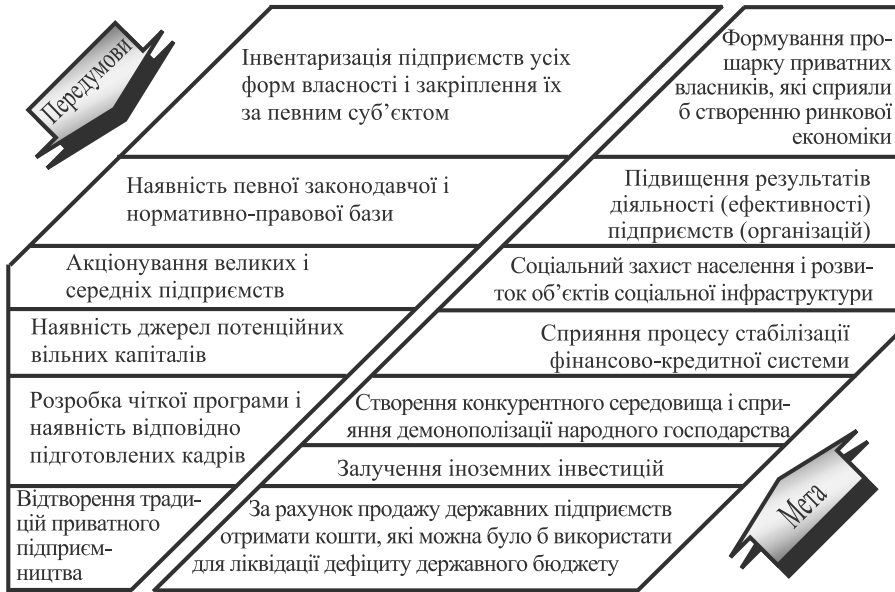 Передумови
Інвентаризація підприємств усіх
форм власності і закріплення їх
за певним суб’єктом
Наявність певної законодавчої і
нормативно-правової бази
Акціонування великих і
середніх підприємств
Наявність джерел потенційних
вільних капіталів
Розробка чіткої програми і
наявність відповідно
підготовлених кадрів
Відтворення тради-
цій приватного
підприєм-
ництва
Формування про-
шарку приватних
власників, які сприяли
б створенню ринкової
економіки
Підвищення результатів
діяльності (ефективності)
підприємств (організацій)
Соціальний захист населення і розви-
ток об’єктів соціальної інфраструктури
Сприяння процесу стабілізації
фінансово-кредитної системи
Створення конкурентного середовища і спри-
яння демонополізації народного господарства
Залучення іноземних інвестицій
За рахунок продажу державних підприємств
отримати кошти, які можна було б використати
для ліквідації дефіциту державного бюджету
Мета